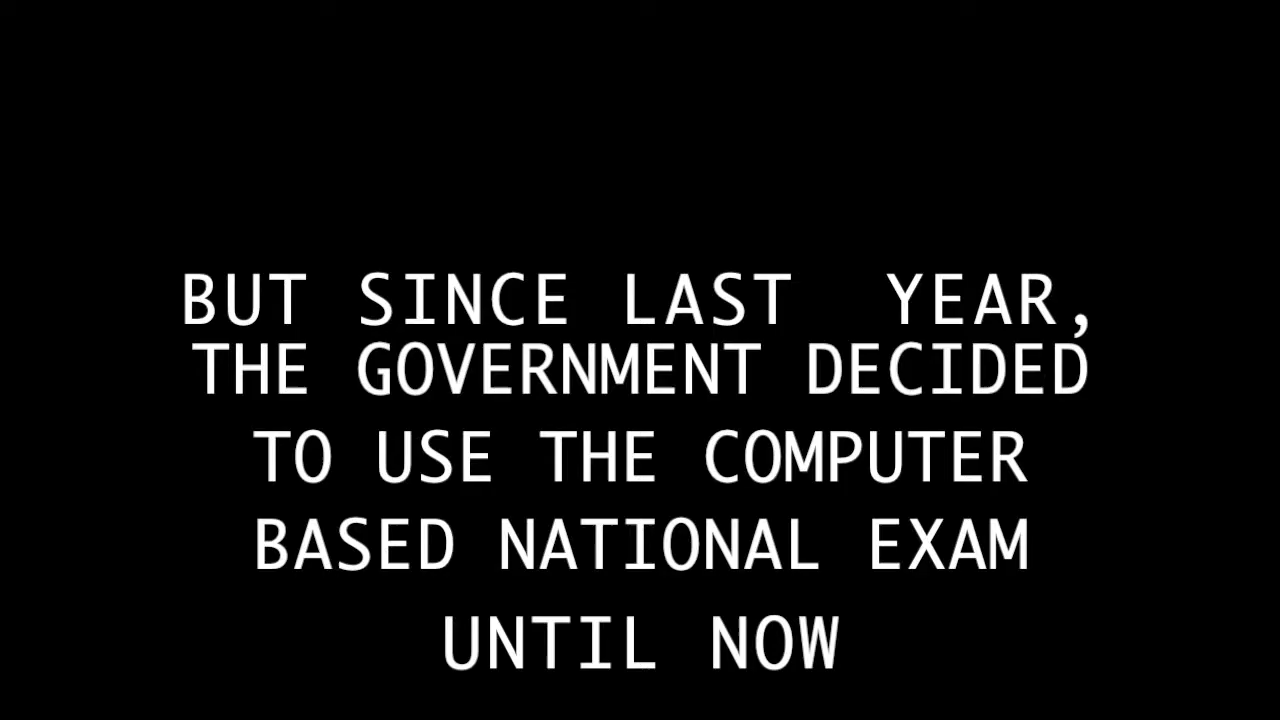 BUT SINCE LAST  YEAR,
THE GOVERNMENT DECIDED
TO USE THE COMPUTER
BASED NATIONAL EXAM
UNTIL NOW